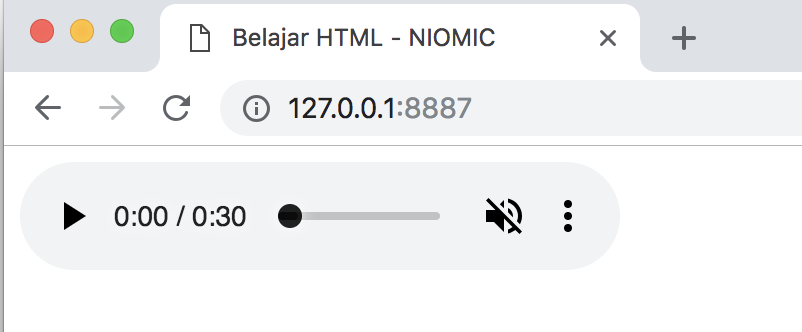 Belajar HTML - NIOMIC
127.0.0.1:8887
0:00 / 0:30